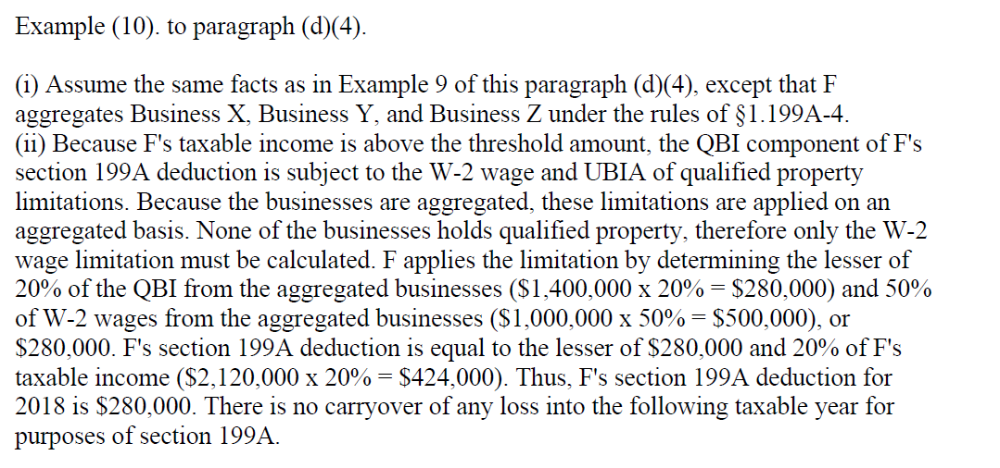 Example (10). to paragraph (d)(4).
(i) Assume the same facts as in Example 9 of this paragraph (d)(4), except that F
aggregates Business X, Business Y, and Business Z under the rules of §1.199A-4.
(ii) Because F's taxable income is above the threshold amount, the QBI component of F's
section 199A deduction is subject to the W-2 wage and UBIA of qualified property
limitations. Because the businesses are aggregated, these limitations are applied on an
aggregated basis. None of the businesses holds qualified property, therefore only the W-2
wage limitation must be calculated. F applies the limitation by determining the lesser of
20% of the QBI from the aggregated businesses ($1,400,000 x 20% = $280,000) and 50%
of W-2 wages from the aggregated businesses ($1,000,000 x 50% = $500,000), or
$280,000. F's section 199A deduction is equal to the lesser of $280,000 and 20% of F's
taxable income ($2,120,000 x 20% = $424,000). Thus, F's section 199A deduction for
2018 is $280,000. There is no carryover of any loss into the following taxable year for
purposes of section 199A.